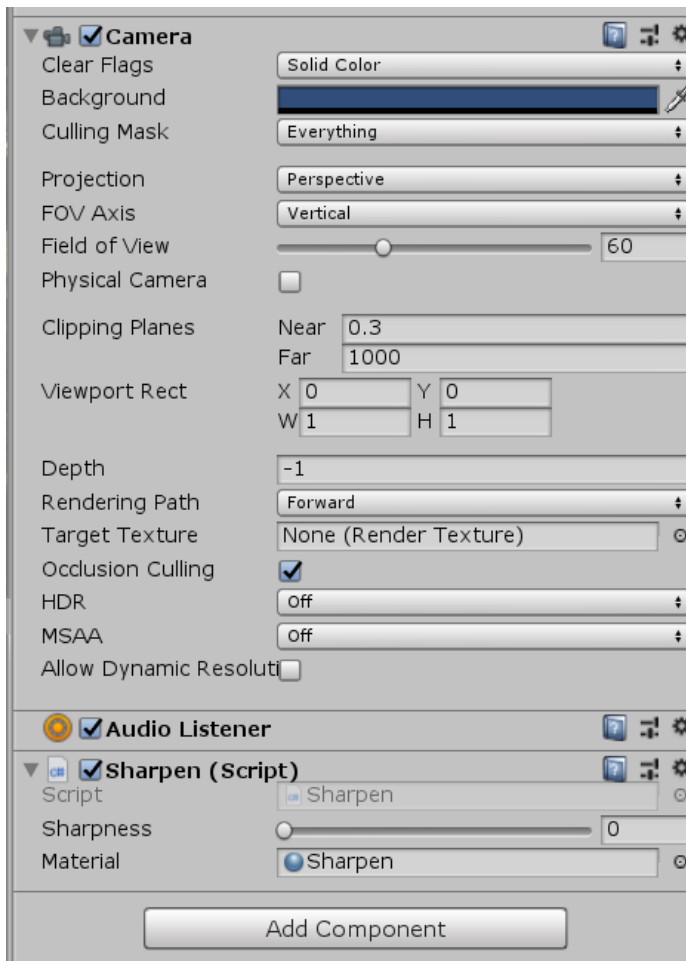 Camera
Clear Flags Solid Color
Background
Culling Mask Everything
Projection Perspective
FOV Axis Vertical
Field of View 60
Physical Camera
Clipping Planes Near 0.3
Far 1000
Viewport Rect X 0 Y 0
W 1 H 1
Depth -1
Rendering Path Forward
Target Texture None (Render Texture)
Occlusion Culling
HDR Off
MSAA Off
Allow Dynamic Resoluti
Audio Listener
c# Sharpen (Script)
Script Sharpen
Sharpness 0
Material Sharpen
Add Component